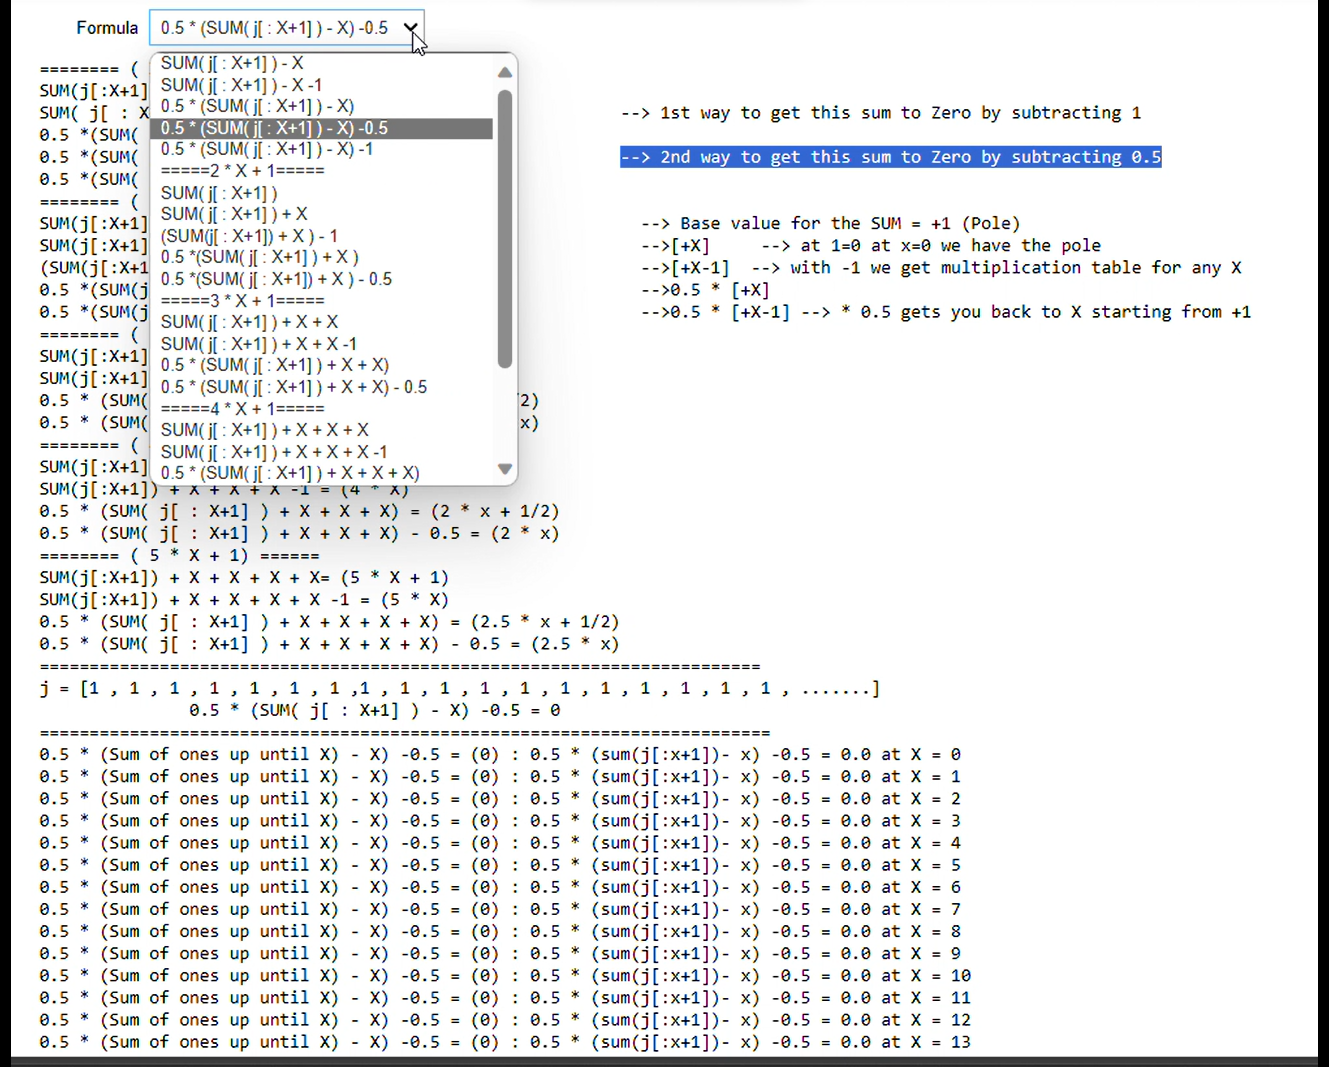 Formula 0.5 * (SUM( j[ : X+1] ) - X) -0.5
SUM( j[ : X+1] ) - X
SUM( j[ : X+1] ) - X -1
0.5 * (SUM( j[ : X+1] ) - X)
0.5 * (SUM( j[ : X+1] ) - X) -0.5
0.5 * (SUM( j[ : X+1] ) - X) -1
=====2 * X + 1=====
SUM( j[ : X+1] )
SUM( j[ : X+1] ) + X
(SUM(j[ : X+1]) + X ) - 1
0.5 *(SUM( j[ : X+1] ) + X )
0.5 *(SUM( j[ : X+1]) + X ) - 0.5
=====3 * X + 1=====
SUM( j[ : X+1] ) + X + X
SUM( j[ : X+1] ) + X + X -1
0.5 * (SUM( j[ : X+1] ) + X + X)
0.5 * (SUM( j[ : X+1] ) + X + X) - 0.5
=====4 * X + 1=====
SUM( j[ : X+1] ) + X + X + X
SUM( j[ : X+1] ) + X + X + X -1
0.5 * (SUM( j[ : X+1] ) + X + X + X)
======== (
SUM(j[:X+1]
SUM( j[ : X --> 1st way to get this sum to Zero by subtracting 1
0.5 *(SUM(
0.5 *(SUM( --> 2nd way to get this sum to Zero by subtracting 0.5
0.5 *(SUM(
======== (
SUM(j[:X+1] --> Base value for the SUM = +1 (Pole)
SUM(j[:X+1] -->[+X] --> at 1=0 at x=0 we have the pole
(SUM(j[:X+1 -->[+X-1] --> with -1 we get multiplication table for any X
0.5 *(SUM(j -->0.5 * [+X]
0.5 *(SUM(j -->0.5 * [+X-1] --> * 0.5 gets you back to X starting from +1
======== (
SUM(j[:X+1]
SUM(j[:X+1]
0.5 * (SUM( 2)
0.5 * (SUM( x)
======== (
SUM(j[:X+1]
SUM(j[:X+1]) + X + X + X -1 = (4 * X)
0.5 * (SUM( j[ : X+1] ) + X + X + X) = (2 * x + 1/2)
0.5 * (SUM( j[ : X+1] ) + X + X + X) - 0.5 = (2 * x)
======== ( 5 * X + 1) ======
SUM(j[:X+1]) + X + X + X + X= (5 * X + 1)
SUM(j[:X+1]) + X + X + X + X -1 = (5 * X)
0.5 * (SUM( j[ : X+1] ) + X + X + X + X) = (2.5 * x + 1/2)
0.5 * (SUM( j[ : X+1] ) + X + X + X + X) - 0.5 = (2.5 * x)
========================================================================
j = [1 , 1 , 1 , 1 , 1 , 1 , 1 ,1 , 1 , 1 , 1 , 1 , 1 , 1 , 1 , 1 , 1 , 1 , .......]
0.5 * (SUM( j[ : X+1] ) - X) -0.5 = 0
=========================================================================
0.5 * (Sum of ones up until X) - X) -0.5 = (0) : 0.5 * (sum(j[:x+1])- x) -0.5 = 0.0 at X = 0
0.5 * (Sum of ones up until X) - X) -0.5 = (0) : 0.5 * (sum(j[:x+1])- x) -0.5 = 0.0 at X = 1
0.5 * (Sum of ones up until X) - X) -0.5 = (0) : 0.5 * (sum(j[:x+1])- x) -0.5 = 0.0 at X = 2
0.5 * (Sum of ones up until X) - X) -0.5 = (0) : 0.5 * (sum(j[:x+1])- x) -0.5 = 0.0 at X = 3
0.5 * (Sum of ones up until X) - X) -0.5 = (0) : 0.5 * (sum(j[:x+1])- x) -0.5 = 0.0 at X = 4
0.5 * (Sum of ones up until X) - X) -0.5 = (0) : 0.5 * (sum(j[:x+1])- x) -0.5 = 0.0 at X = 5
0.5 * (Sum of ones up until X) - X) -0.5 = (0) : 0.5 * (sum(j[:x+1])- x) -0.5 = 0.0 at X = 6
0.5 * (Sum of ones up until X) - X) -0.5 = (0) : 0.5 * (sum(j[:x+1])- x) -0.5 = 0.0 at X = 7
0.5 * (Sum of ones up until X) - X) -0.5 = (0) : 0.5 * (sum(j[:x+1])- x) -0.5 = 0.0 at X = 8
0.5 * (Sum of ones up until X) - X) -0.5 = (0) : 0.5 * (sum(j[:x+1])- x) -0.5 = 0.0 at X = 9
0.5 * (Sum of ones up until X) - X) -0.5 = (0) : 0.5 * (sum(j[:x+1])- x) -0.5 = 0.0 at X = 10
0.5 * (Sum of ones up until X) - X) -0.5 = (0) : 0.5 * (sum(j[:x+1])- x) -0.5 = 0.0 at X = 11
0.5 * (Sum of ones up until X) - X) -0.5 = (0) : 0.5 * (sum(j[:x+1])- x) -0.5 = 0.0 at X = 12
0.5 * (Sum of ones up until X) - X) -0.5 = (0) : 0.5 * (sum(j[:x+1])- x) -0.5 = 0.0 at X = 13